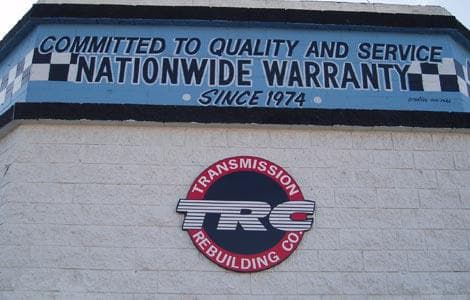 COMMITTED TO QUALITY AND SERVICE
NATIONWIDE WARRANTY
SINCE 1974
TRANSMISSION
TRC
REBUILDING CO.